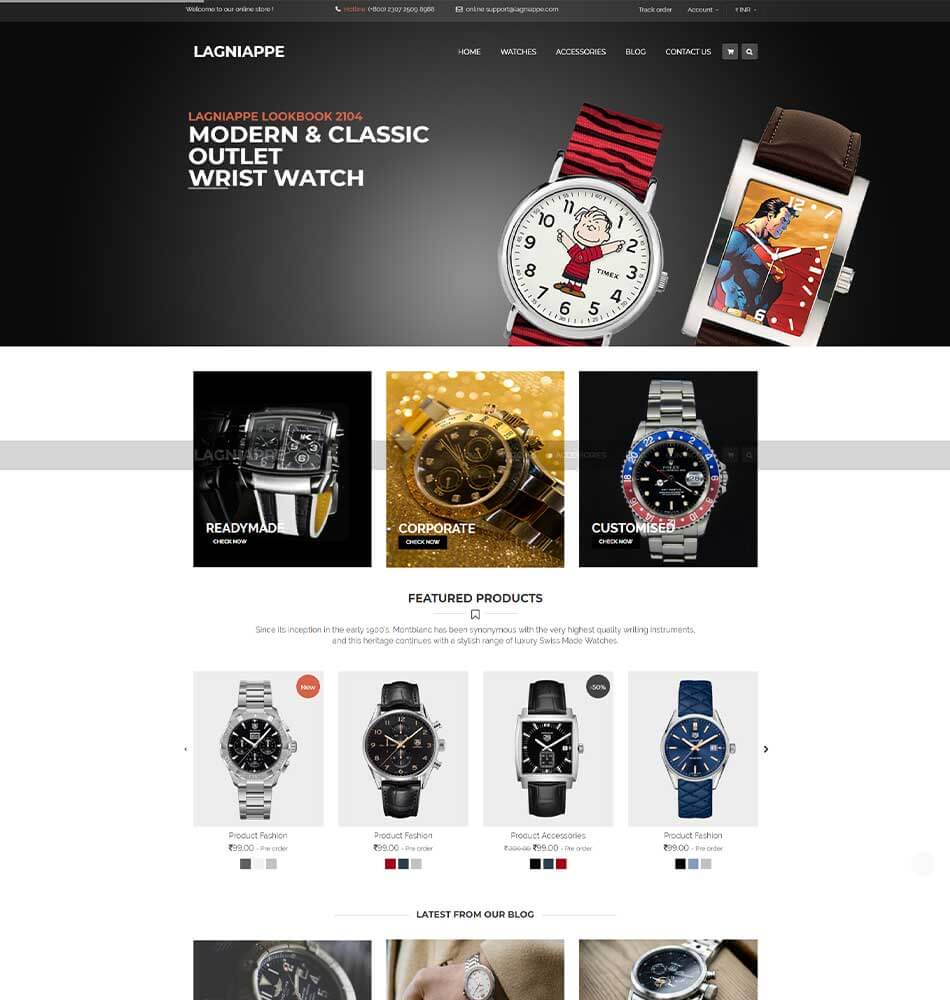 Welcome to our online store !
Hotline: (+800) 2307 2509 8988
online.support@lagniappe.com
Track order
Account
₹ INR
LAGNIAPPE
HOME
WATCHES
ACCESSORIES
BLOG
CONTACT US
LAGNIAPPE LOOKBOOK 2104
MODERN & CLASSIC
OUTLET
WRIST WATCH
TIMEX
LAGNIAPPE
ACCESSORIES
READYMADE
CHECK NOW
CORPORATE
CHECK NOW
CUSTOMISED
CHECK NOW
FEATURED PRODUCTS
Since its inception in the early 1900's, Montblanc has been synonymous with the very highest quality writing instruments,
and this heritage continues with a stylish range of luxury Swiss Made Watches.
New
-50%
Product Fashion
₹99.00 - Pre order
Product Fashion
₹99.00 - Pre order
Product Accessories
₹99.00 - Pre order
Product Fashion
₹99.00 - Pre order
LATEST FROM OUR BLOG